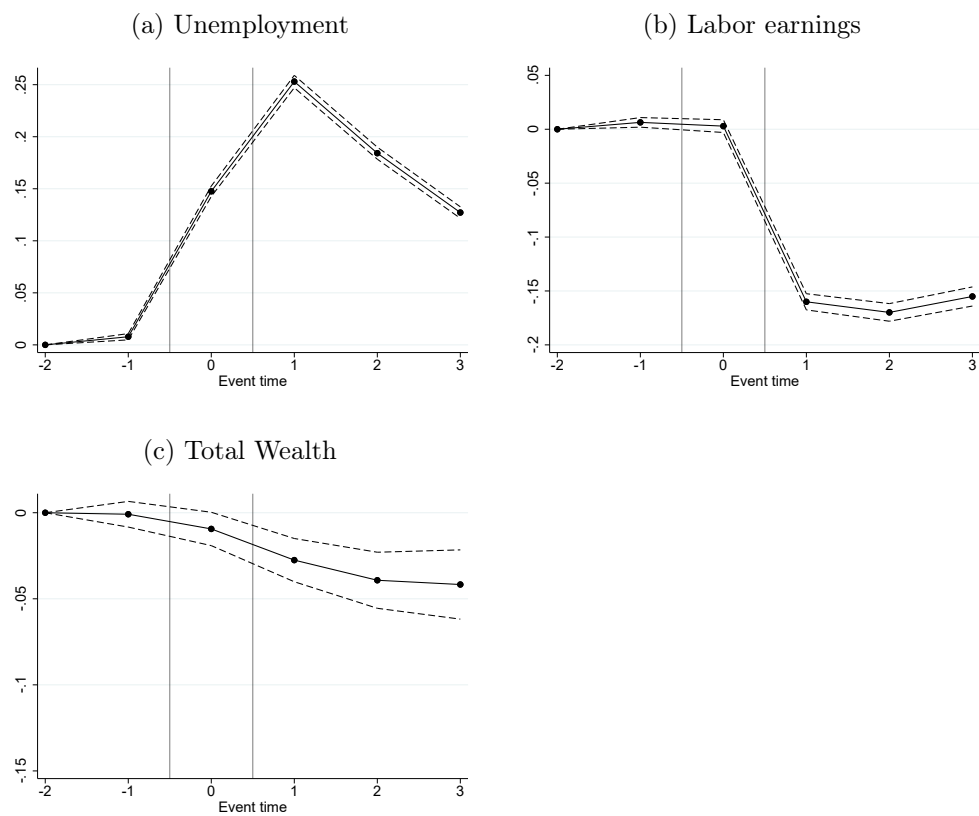 (a) Unemployment
.25
.2
.15
.1
.05
0
-2 -1 0 1 2 3
Event time
(b) Labor earnings
.05
0
-.05
-.1
-.15
-.2
-2 -1 0 1 2 3
Event time
(c) Total Wealth
0
-.05
-.1
-.15
-2 -1 0 1 2 3
Event time